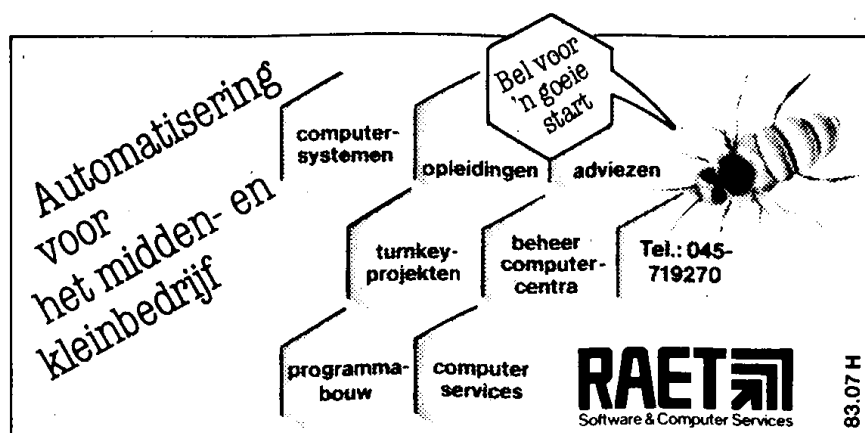 Automatisering
voor
het midden- en
kleinbedrijf
Bel voor
'n goeie
start
computer-
systemen
opleidingen
adviezen
turnkey-
projekten
beheer
computer-
centra
Tel.: 045-
719270
programma-
bouw
computer
services
RAET
Software & Computer Services
83.07 H